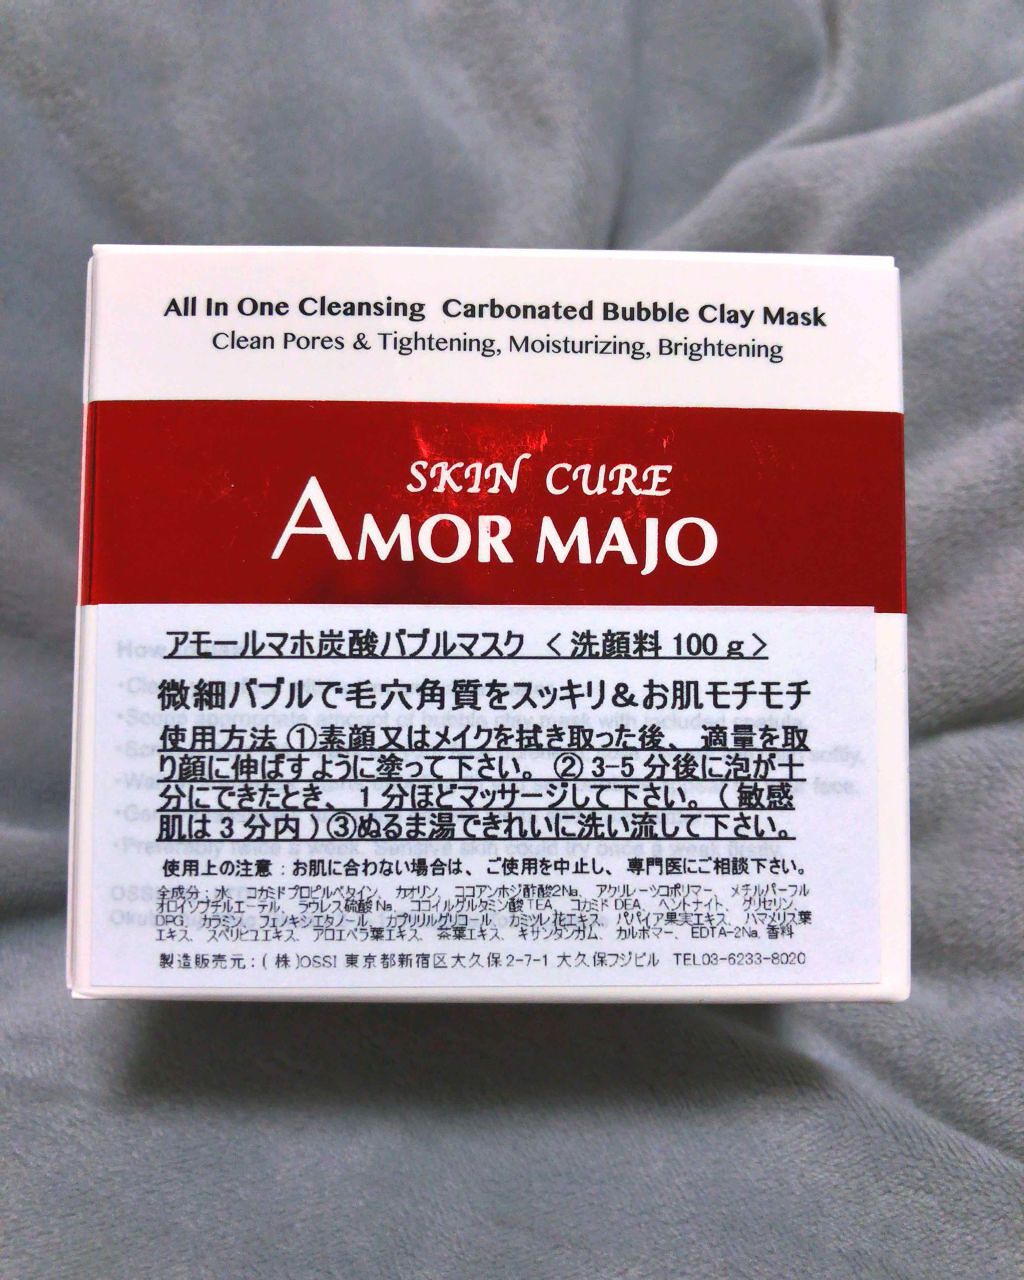 All In One Cleansing Carbonated Bubble Clay Mask
Clean Pores & Tightening, Moisturizing, Brightening
SKIN CURE
AMOR MAJO
アモールマホ炭酸バブルマスク <洗顔料 100g>
微細バブルで毛穴角質をスッキリ&お肌モチモチ
使用方法 ①素顔又はメイクを拭き取った後、適量を取
り顔に伸ばすように塗って下さい。 ② 3-5 分後に泡が十
分にできたとき、 1 分ほどマッサージして下さい。( 敏感
肌は 3 分内 ) ③ぬるま湯できれいに洗い流して下さい。
使用上の注意 : お肌に合わない場合は、ご使用を中止し、専門医にご相談下さい。
全成分 : 水、コカミドプロピルベタイン、カオリン、ココアンホジ酢酸2Na、アクリレーツコポリマー、メチルパーフル
オロイソブチルエーテル、ラウレス硫酸Na、ココイルグルタミン酸TEA、コカミドDEA、ベントナイト、グリセリン、
DPG、カラミン、フェノキシエタノール、カプリリルグリコール、カミツレ花エキス、パパイア果実エキス、ハマメリス葉
エキス、スベリヒユエキス、アロエベラ葉エキス、茶葉エキス、キサンタンガム、カルボマー、EDTA-2Na、香料
製造販売元 : ( 株 )OSSI 東京都新宿区大久保 2-7-1 大久保フジビル TEL03-6233-8020